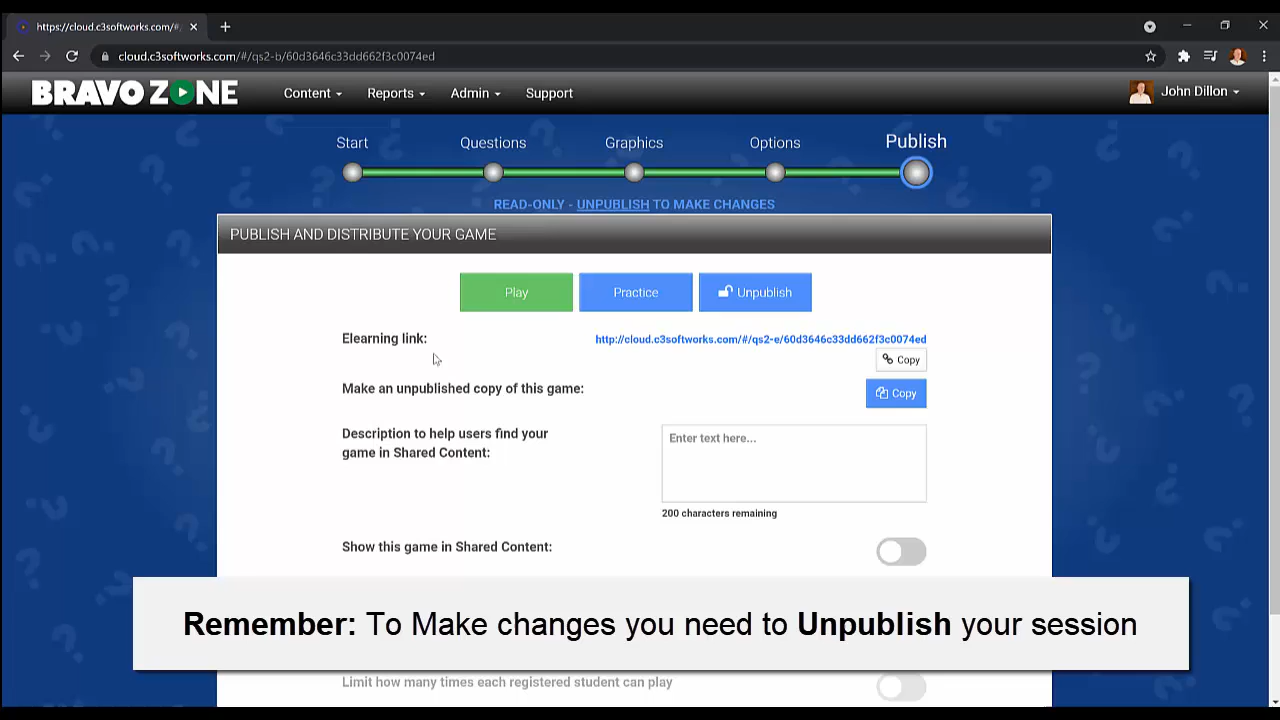 https://cloud.c3softworks.com/#/
cloud.c3softworks.com/#/qs2-b/60d3646c33dd662f3c0074ed
BRAVO ZONE
Content
Reports
Admin
Support
John Dillon
Start
Questions
Graphics
Options
Publish
READ-ONLY - UNPUBLISH TO MAKE CHANGES
PUBLISH AND DISTRIBUTE YOUR GAME
Play
Practice
Unpublish
Elearning link:
http://cloud.c3softworks.com/#/qs2-e/60d3646c33dd662f3c0074ed
Copy
Make an unpublished copy of this game:
Copy
Description to help users find your
game in Shared Content:
Enter text here...
200 characters remaining
Show this game in Shared Content:
Remember: To Make changes you need to Unpublish your session
Limit how many times each registered student can play